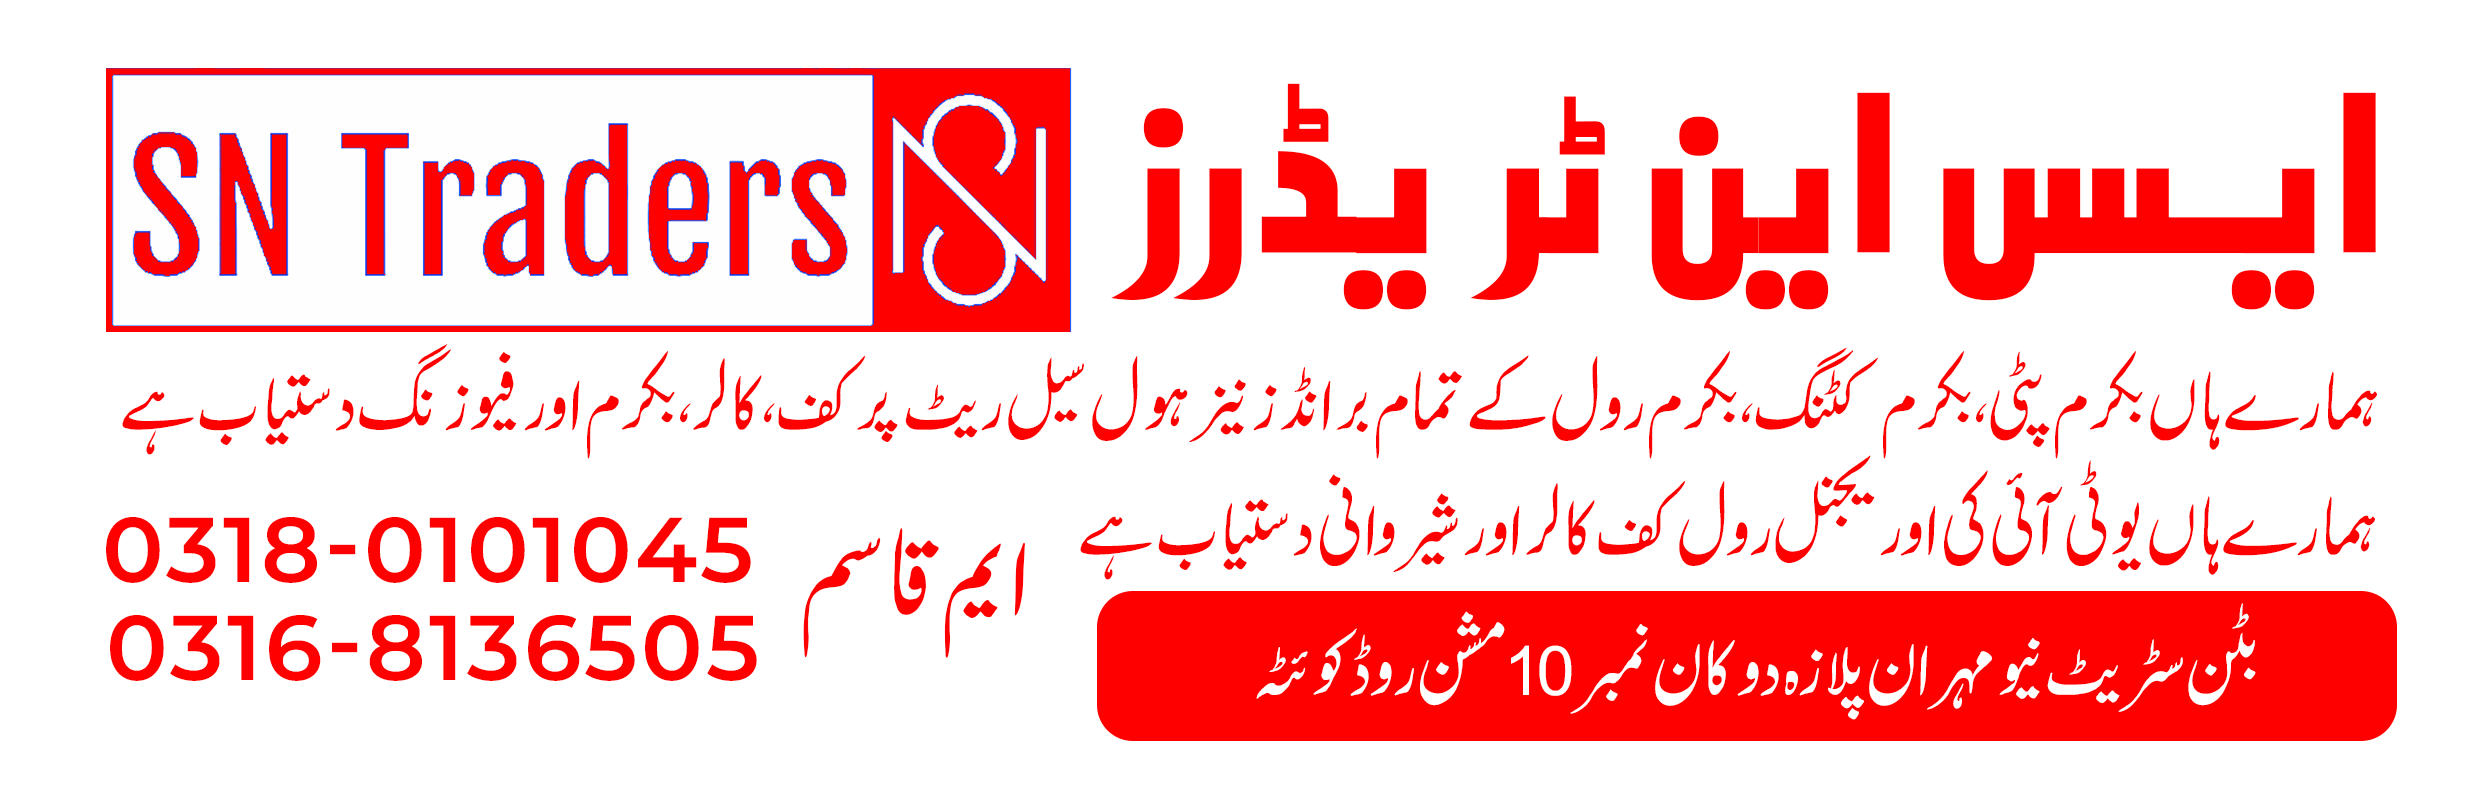 SN Traders
ایس این ٹریڈرز
ہمارے ہاں بکرم پٹی، بکرم کٹنگ، بکرم رول کے تمام برانڈز نیز ہول سیل ریٹ پر کف، کالر، بکرم اور فیوزنگ دستیاب ہے
ہمارے ہاں یو ٹی آئی کی اور رول کف کالر اور شیروانی دستیاب ہے
ایم قاسم
0318-0101045
0316-8136505
بٹن سٹریٹ نیو مہران پلازہ دوکان نمبر 10 مشن روڈ کوئٹہ